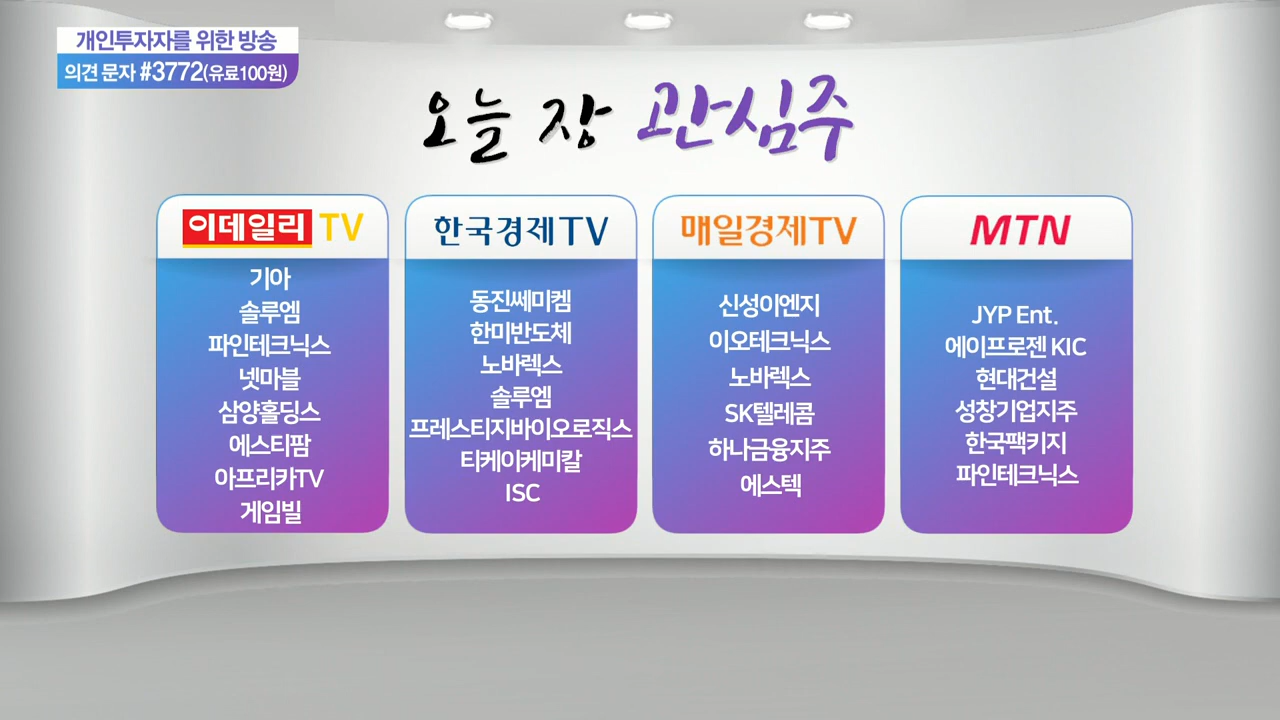 개인투자자를 위한 방송
의견 문자 #3772(유료100원)
오늘 장 관심주
이데일리 TV
기아
솔루엠
파인테크닉스
넷마블
삼양홀딩스
에스티팜
아프리카TV
게임빌
한국경제TV
동진쎄미켐
한미반도체
노바렉스
솔루엠
프레스티지바이오로직스
티케이케미칼
ISC
매일경제TV
신성이엔지
이오테크닉스
노바렉스
SK텔레콤
하나금융지주
에스텍
MTN
JYP Ent.
에이프로젠 KIC
현대건설
성창기업지주
한국팩키지
파인테크닉스